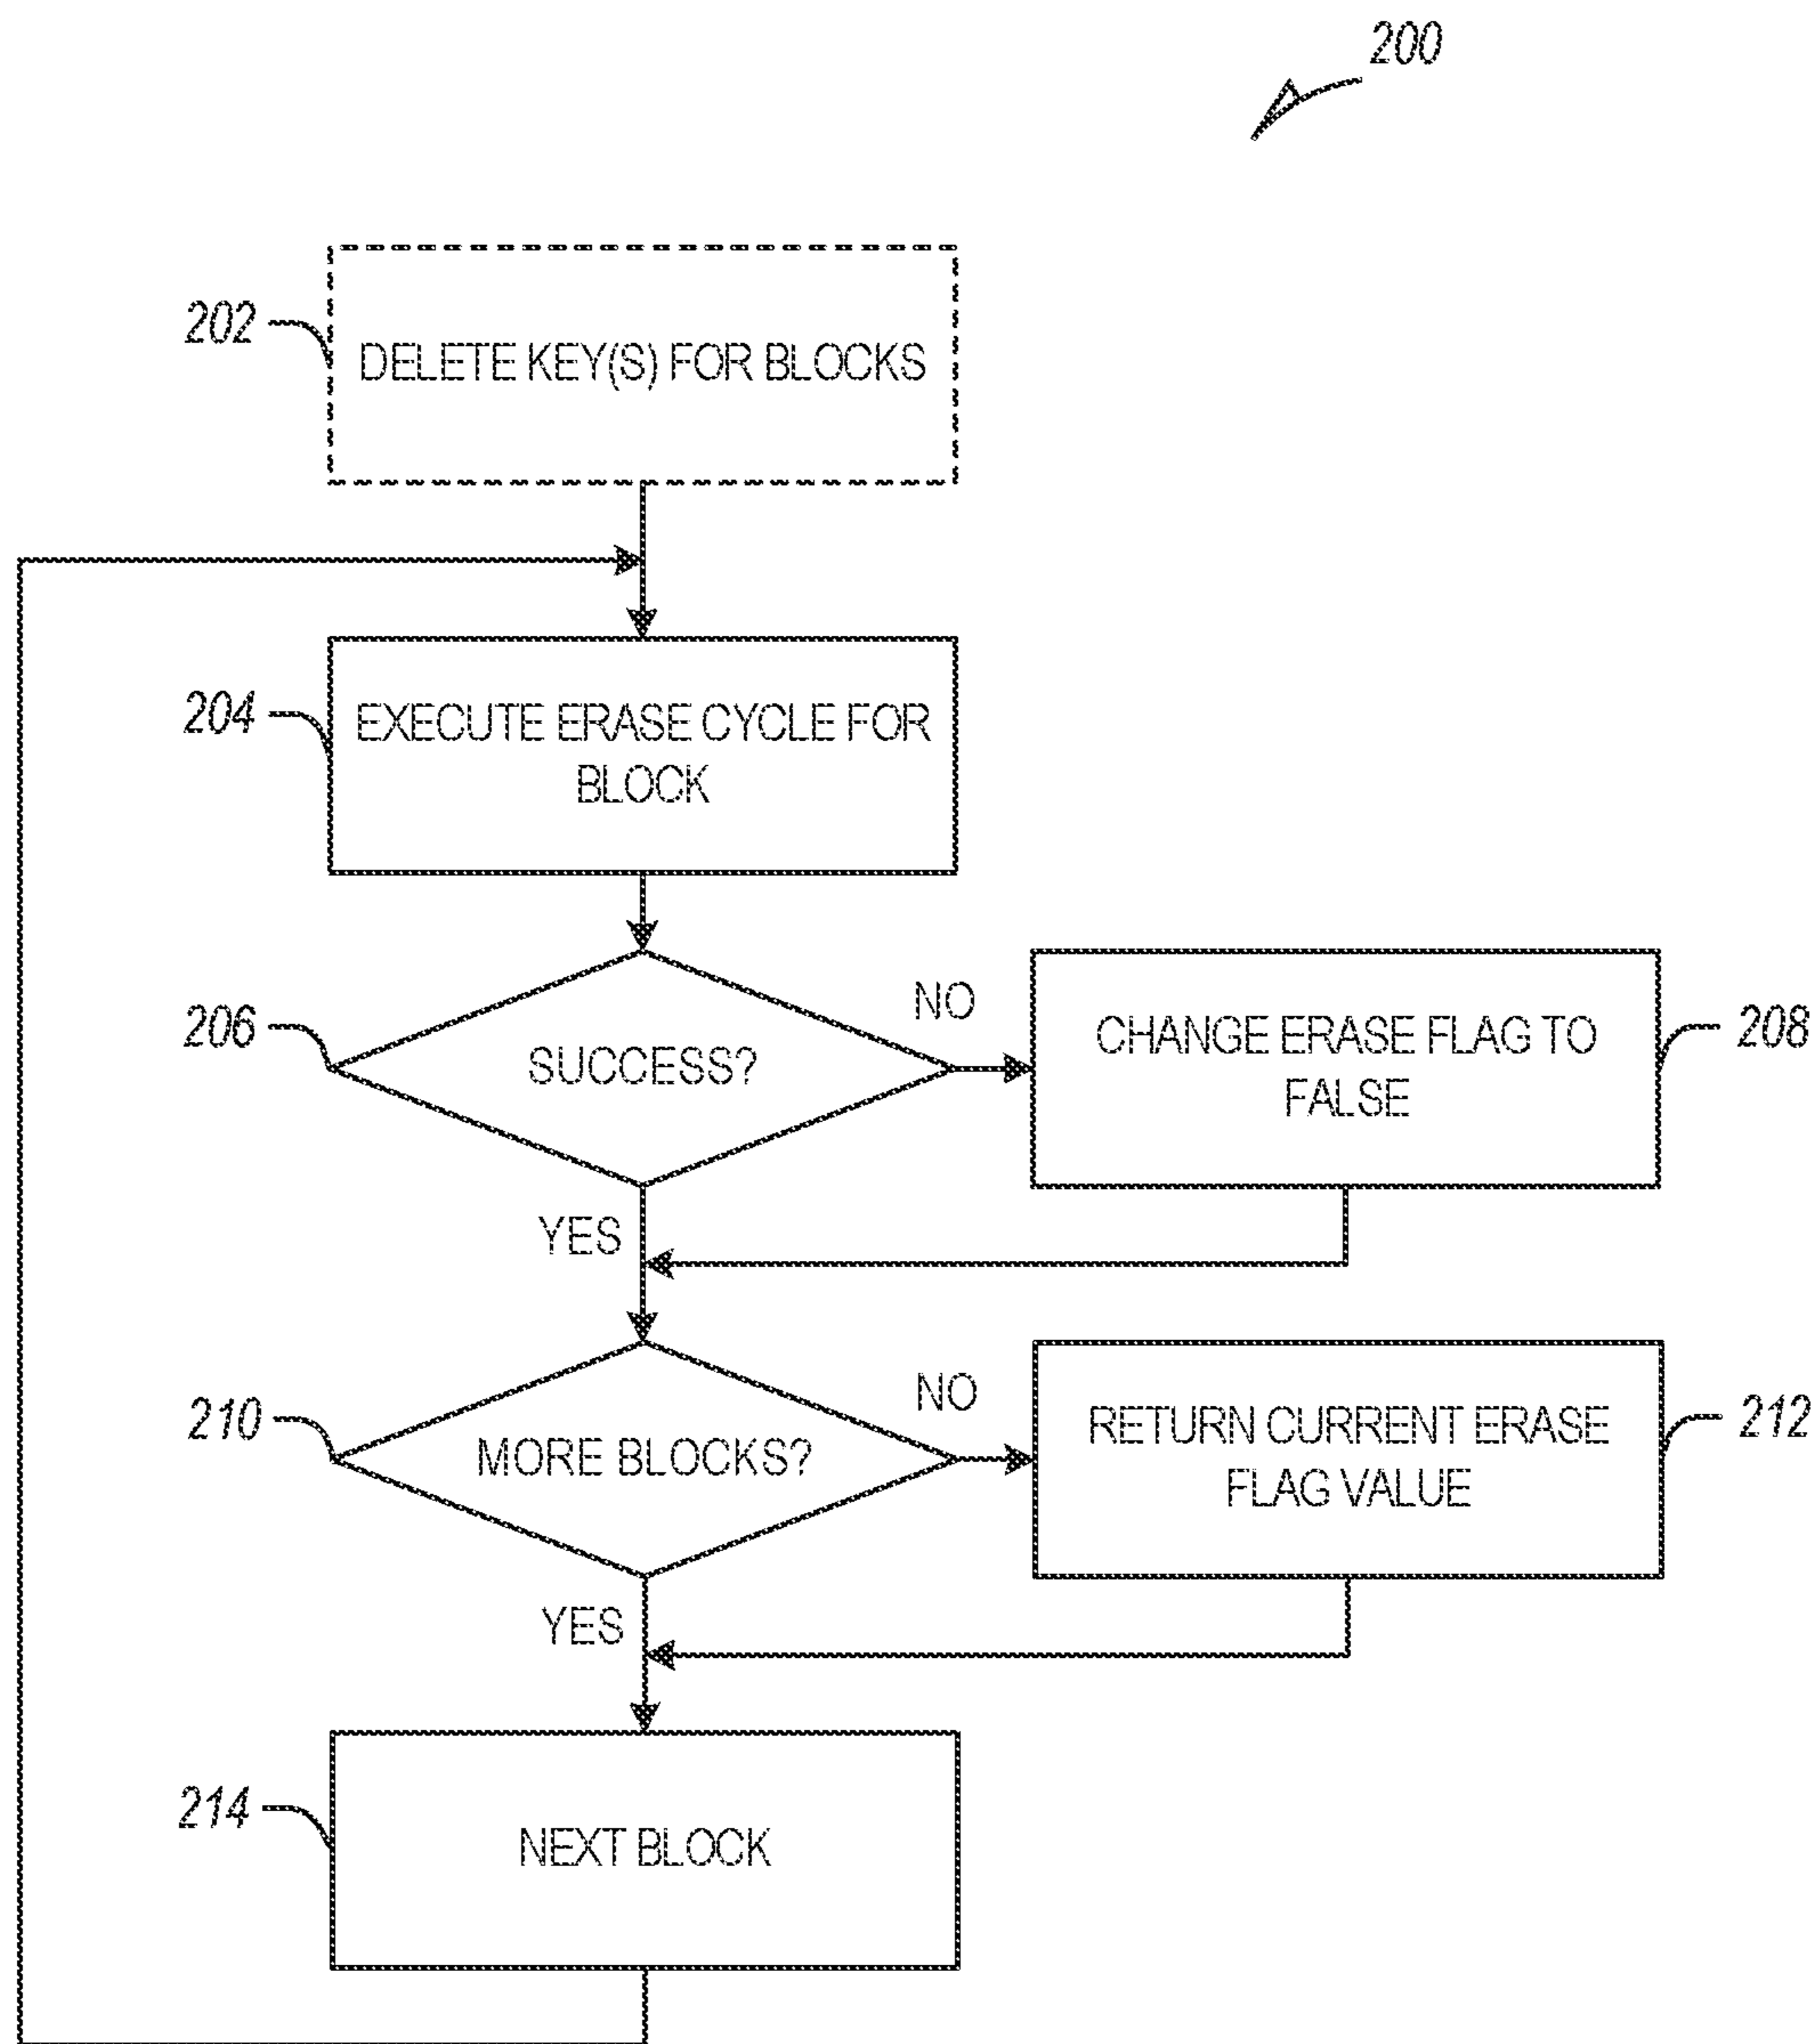 200
202
DELETE KEY(S) FOR BLOCKS
204
EXECUTE ERASE CYCLE FOR
BLOCK
206
SUCCESS?
NO
CHANGE ERASE FLAG TO
FALSE
208
YES
210
MORE BLOCKS?
NO
RETURN CURRENT ERASE
FLAG VALUE
212
YES
214
NEXT BLOCK